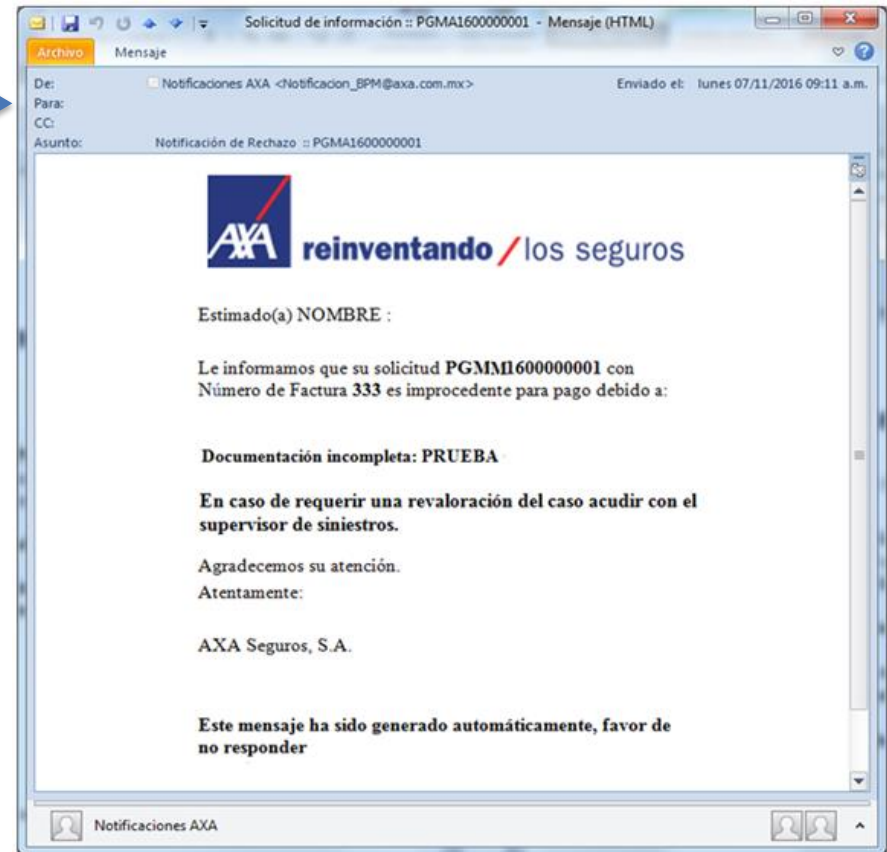 Solicitud de información :: PGMA1600000001 - Mensaje (HTML)
Archivo Mensaje
De: Notificaciones AXA <Notificacion_BPM@axa.com.mx> Enviado el: lunes 07/11/2016 09:11 a.m.
Para:
CC:
Asunto: Notificación de Rechazo :: PGMA1600000001
AXA reinventando / los seguros
Estimado(a) NOMBRE :
Le informamos que su solicitud PGMM1600000001 con
Número de Factura 333 es improcedente para pago debido a:
Documentación incompleta: PRUEBA
En caso de requerir una revaloración del caso acudir con el
supervisor de siniestros.
Agradecemos su atención.
Atentamente:
AXA Seguros, S.A.
Este mensaje ha sido generado automáticamente, favor de
no responder
Notificaciones AXA